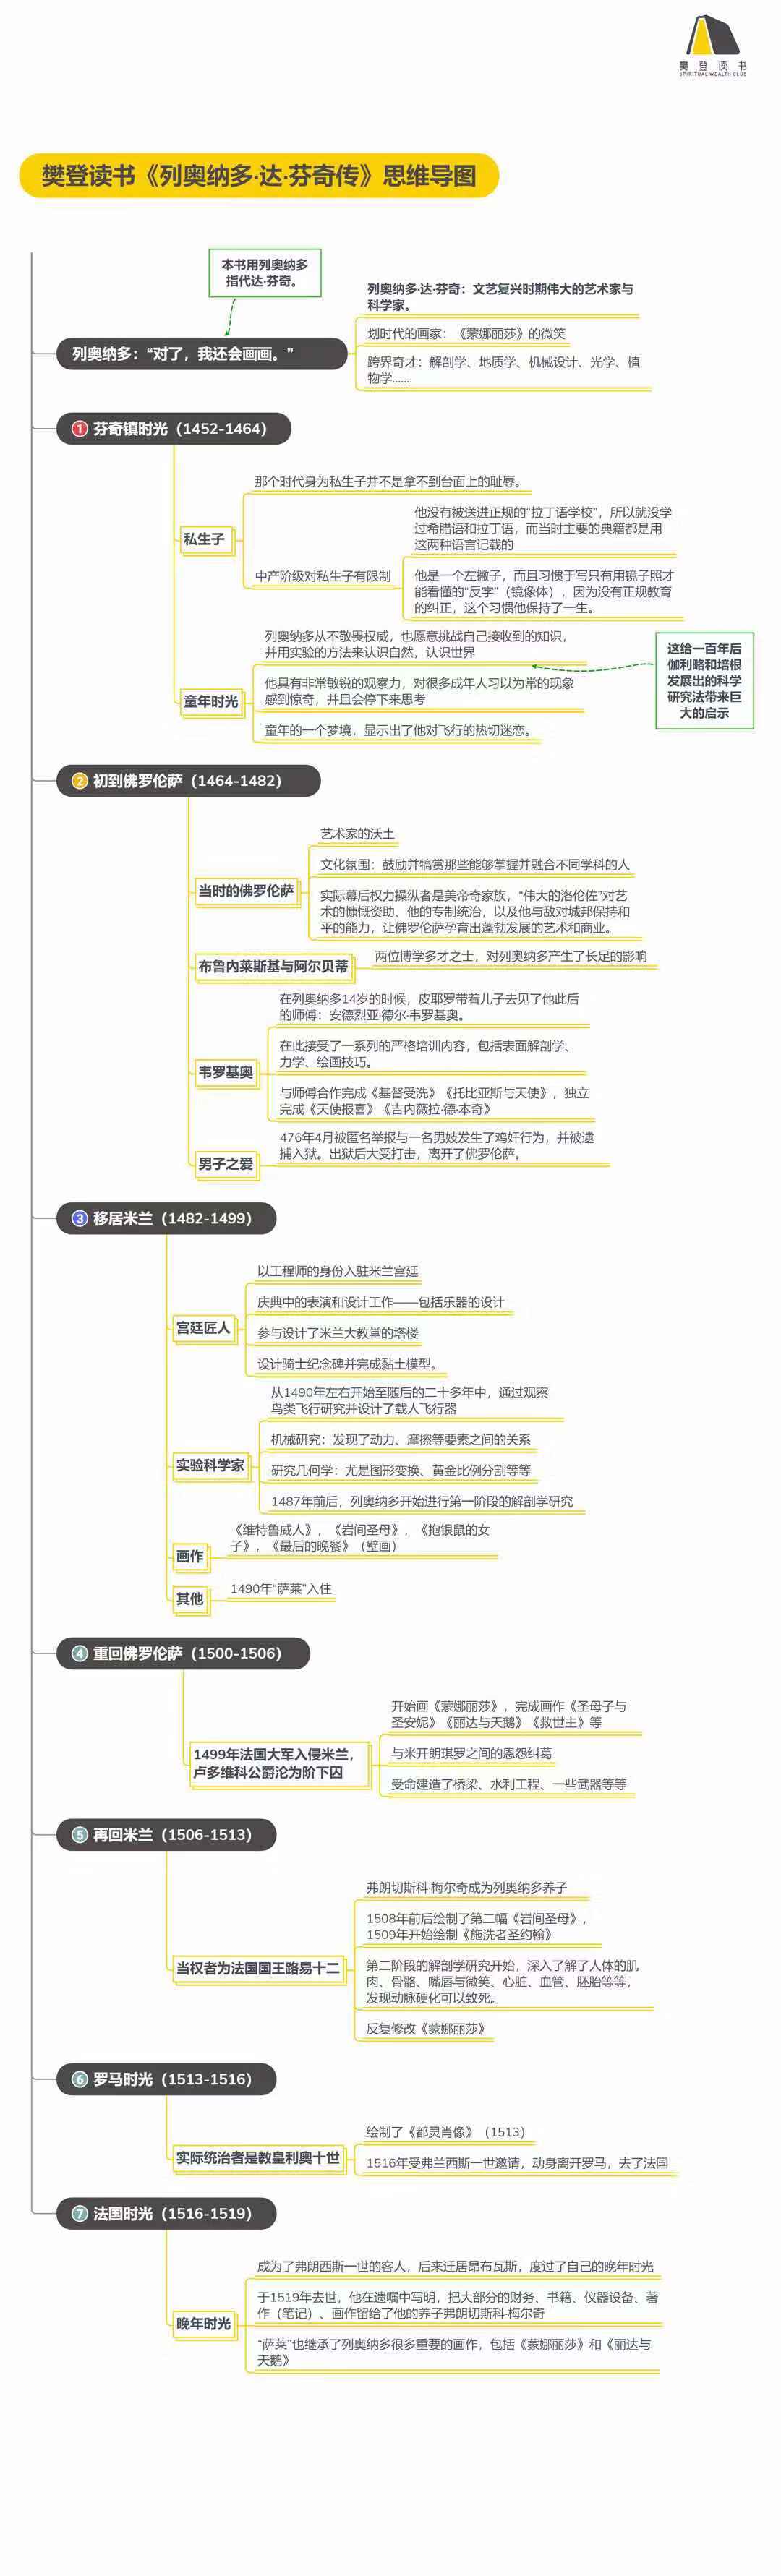 樊登读书
SPIRITUAL WEALTH CLUB
樊登读书《列奥纳多·达·芬奇传》思维导图
本书用列奥纳多
指代达·芬奇。
列奥纳多：“对了，我还会画画。”
列奥纳多·达·芬奇：文艺复兴时期伟大的艺术家与
科学家。
划时代的画家：《蒙娜丽莎》的微笑
跨界奇才：解剖学、地质学、机械设计、光学、植
物学......
1 芬奇镇时光（1452-1464）
私生子
那个时代身为私生子并不是拿不到台面上的耻辱。
中产阶级对私生子有限制
他没有被送进正规的“拉丁语学校”，所以就没学
过希腊语和拉丁语，而当时主要的典籍都是用
这两种语言记载的
他是一个左撇子，而且习惯于写只有用镜子照才
能看懂的“反字”（镜像体），因为没有正规教育
的纠正，这个习惯他保持了一生。
童年时光
列奥纳多从不敬畏权威，也愿意挑战自己接收到的知识，
并用实验的方法来认识自然，认识世界
他具有非常敏锐的观察力，对很多成年人习以为常的现象
感到惊奇，并且会停下来思考
童年的一个梦境，显示出了他对飞行的热切迷恋。
这给一百年后
伽利略和培根
发展出的科学
研究法带来巨
大的启示
2 初到佛罗伦萨（1464-1482）
当时的佛罗伦萨
艺术家的沃土
文化氛围：鼓励并犒赏那些能够掌握并融合不同学科的人
实际幕后权力操纵者是美帝奇家族，“伟大的洛伦佐”对艺
术的慷慨资助、他的专制统治，以及他与敌对城邦保持和
平的能力，让佛罗伦萨孕育出蓬勃发展的艺术和商业。
布鲁内莱斯基与阿尔贝蒂
两位博学多才之士，对列奥纳多产生了长足的影响
韦罗基奥
在列奥纳多14岁的时候，皮耶罗带着儿子去见了他此后
的师傅：安德烈亚·德尔·韦罗基奥。
在此接受了一系列的严格培训内容，包括表面解剖学、
力学、绘画技巧。
与师傅合作完成《基督受洗》《托比亚斯与天使》，独立
完成《天使报喜》《吉内薇拉·德·本奇》
男子之爱
476年4月被匿名举报与一名男妓发生了鸡奸行为，并被逮
捕入狱。出狱后大受打击，离开了佛罗伦萨。
3 移居米兰（1482-1499）
宫廷匠人
以工程师的身份入驻米兰宫廷
庆典中的表演和设计工作——包括乐器的设计
参与设计了米兰大教堂的塔楼
设计骑士纪念碑并完成黏土模型。
实验科学家
从1490年左右开始至随后的二十多年中，通过观察
鸟类飞行研究并设计了载人飞行器
机械研究：发现了动力、摩擦等要素之间的关系
研究几何学：尤是图形变换、黄金比例分割等等
1487年前后，列奥纳多开始进行第一阶段的解剖学研究
画作
《维特鲁威人》，《岩间圣母》，《抱银鼠的女
子》，《最后的晚餐》（壁画）
其他
1490年“萨莱”入住
4 重回佛罗伦萨（1500-1506）
1499年法国大军入侵米兰，
卢多维科公爵沦为阶下囚
开始画《蒙娜丽莎》，完成画作《圣母子与
圣安妮》《丽达与天鹅》《救世主》等
与米开朗琪罗之间的恩怨纠葛
受命建造了桥梁、水利工程、一些武器等等
5 再回米兰（1506-1513）
当权者为法国国王路易十二
弗朗切斯科·梅尔奇成为列奥纳多养子
1508年前后绘制了第二幅《岩间圣母》，
1509年开始绘制《施洗者圣约翰》
第二阶段的解剖学研究开始，深入了解了人体的肌
肉、骨骼、嘴唇与微笑、心脏、血管、胚胎等等，
发现动脉硬化可以致死。
反复修改《蒙娜丽莎》
6 罗马时光（1513-1516）
实际统治者是教皇利奥十世
绘制了《都灵肖像》（1513）
1516年受弗兰西斯一世邀请，动身离开罗马，去了法国
7 法国时光（1516-1519）
晚年时光
成为了弗朗西斯一世的客人，后来迁居昂布瓦斯，度过了自己的晚年时光
于1519年去世，他在遗嘱中写明，把大部分的财务、书籍、仪器设备、著
作（笔记）、画作留给了他的养子弗朗切斯科·梅尔奇
“萨莱”也继承了列奥纳多很多重要的画作，包括《蒙娜丽莎》和《丽达与
天鹅》